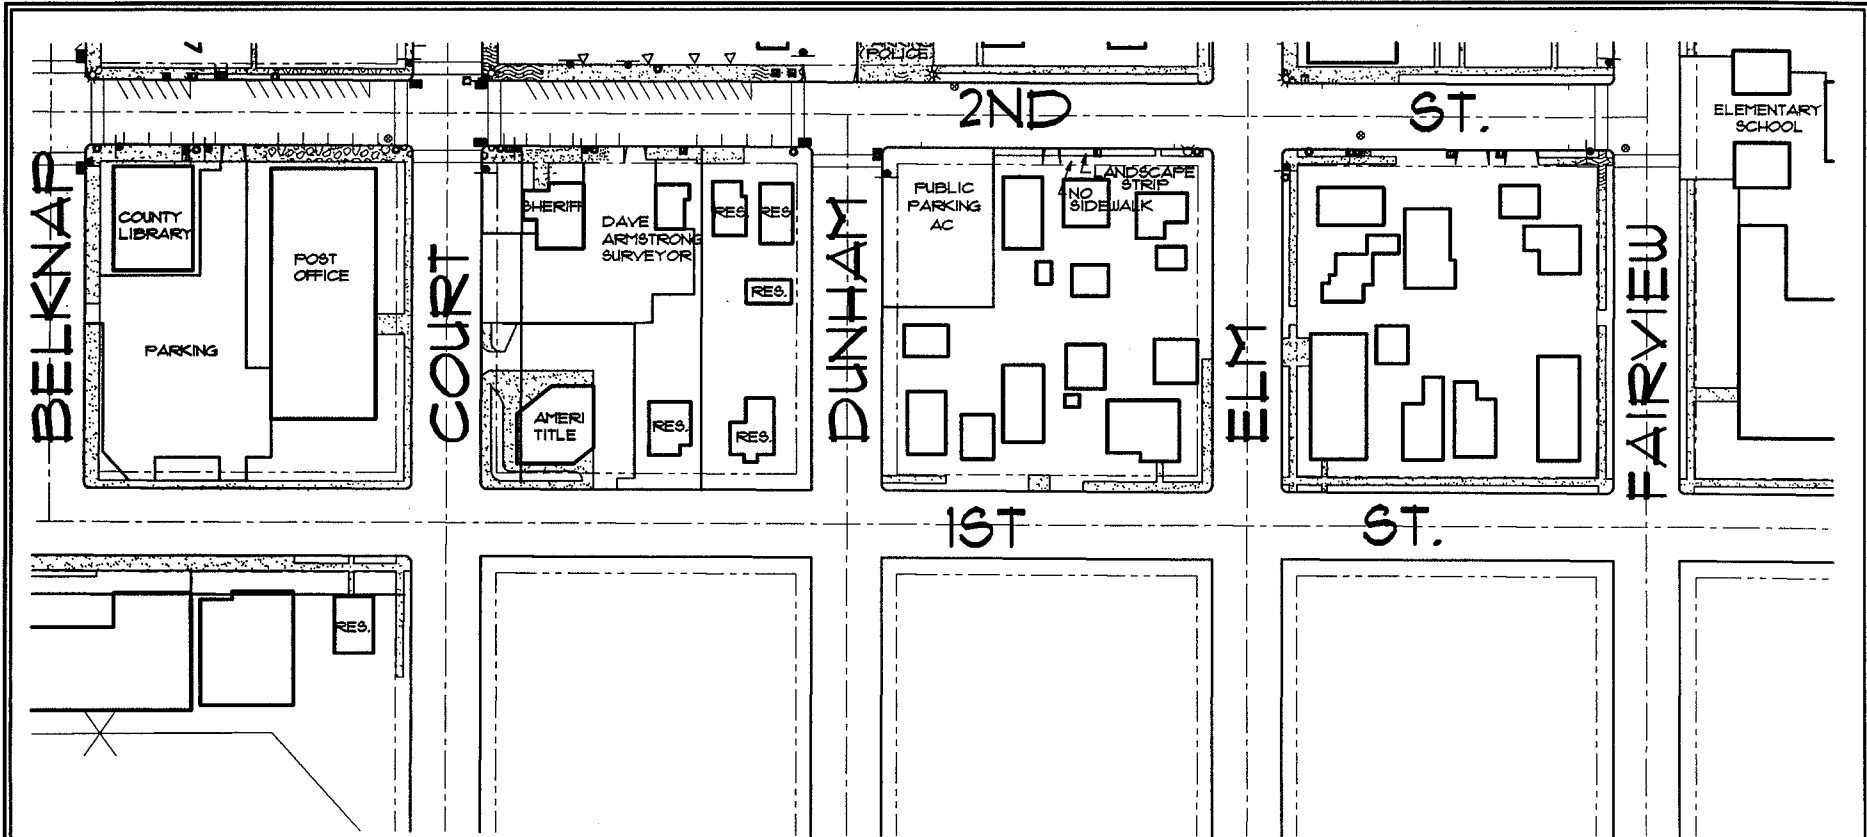 POLICE
2ND
ST.
ELEMENTARY
SCHOOL
BELKNAP
COUNTY
LIBRARY
POST
OFFICE
PARKING
COURT
SHERIFF
DAVE
ARMSTRONG
SURVEYOR
RES.
RES.
RES.
AMERI
TITLE
RES.
RES.
DUNHAM
PUBLIC
PARKING
AC
LANDSCAPE
STRIP
NO
SIDEWALK
ELM
FAIRVIEW
1ST
ST.
RES.